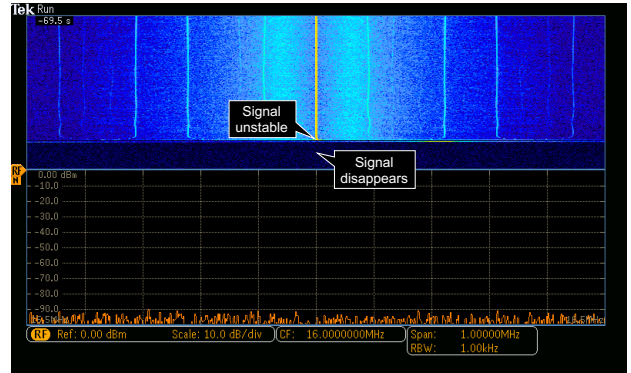 Tek Run
-69.5 s
Signal
unstable
Signal
disappears
RF
N
0.00 dBm
-10.0
-20.0
-30.0
-40.0
-50.0
-60.0
-70.0
-80.0
-90.0
RF Ref: 0.00 dBm Scale: 10.0 dB/div CF: 16.0000000MHz Span: 1.00000MHz
RBW: 1.00kHz